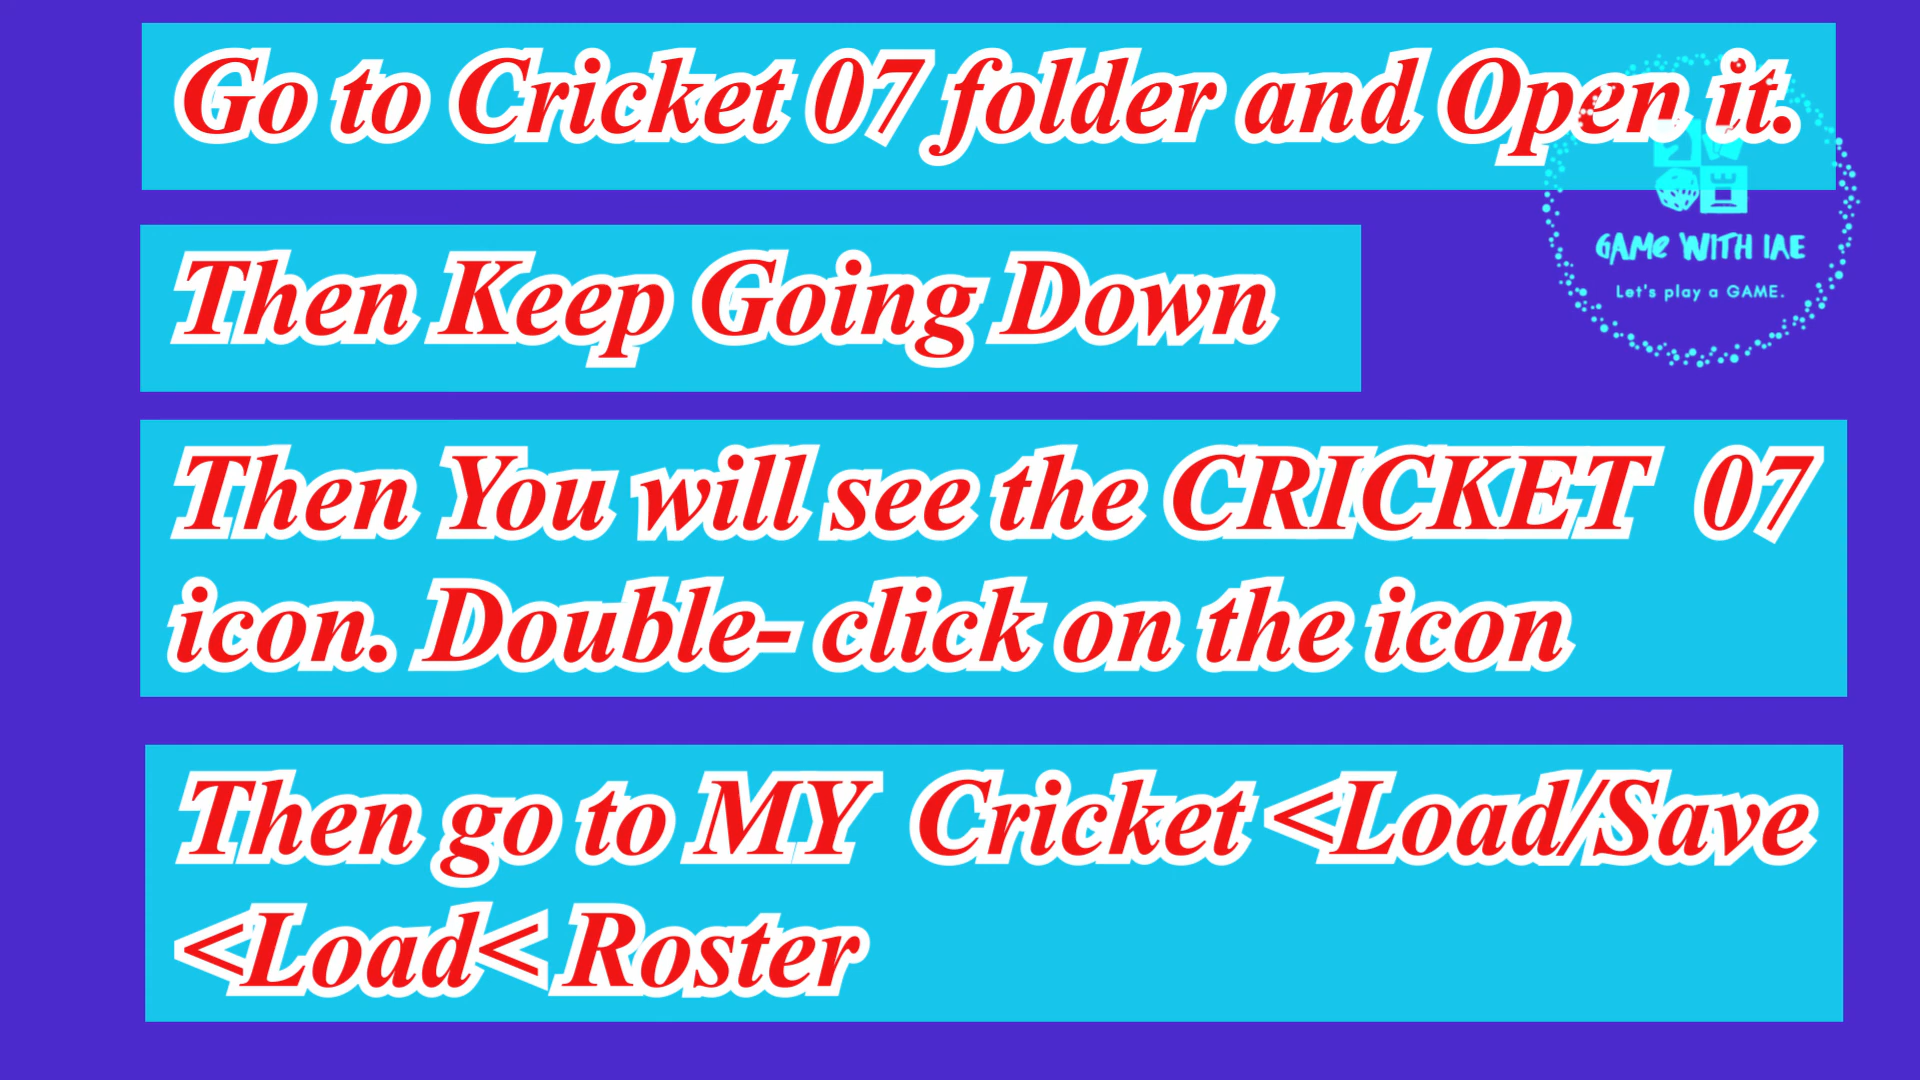 Go to Cricket 07 folder and Open it.
GAMe WITH IAE
Let's play a GAME.
Then Keep Going Down
Then You will see the CRICKET  07
icon. Double- click on the icon
Then go to MY  Cricket <Load/Save
<Load< Roster